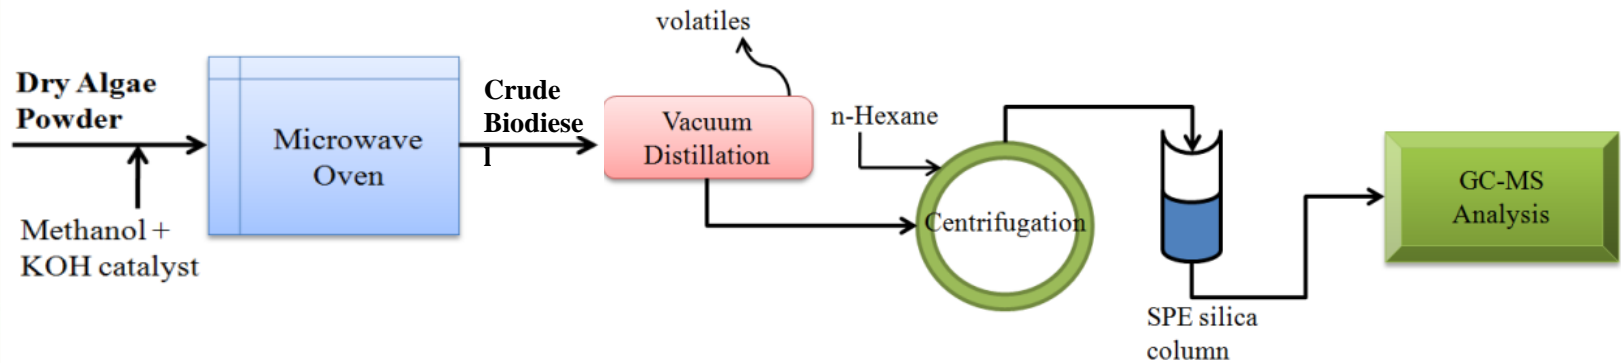 Dry Algae
Powder
Methanol +
KOH catalyst
Microwave
Oven
Crude
Biodiese
l
volatiles
Vacuum
Distillation
n-Hexane
Centrifugation
SPE silica
column
GC-MS
Analysis